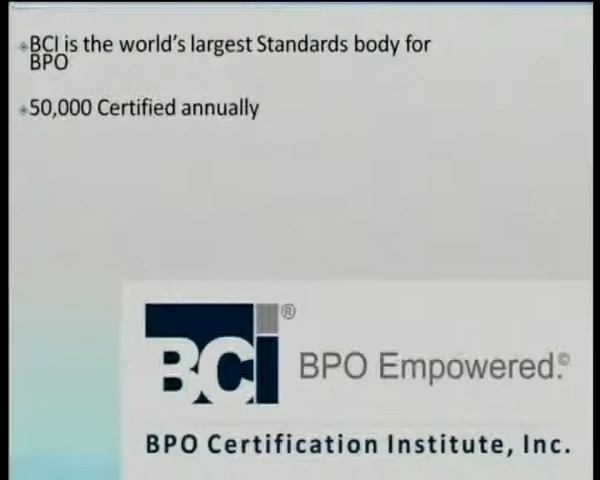 BCI is the world's largest Standards body for
BPO
50,000 Certified annually
BCi®
BPO Empowered.©
BPO Certification Institute, Inc.